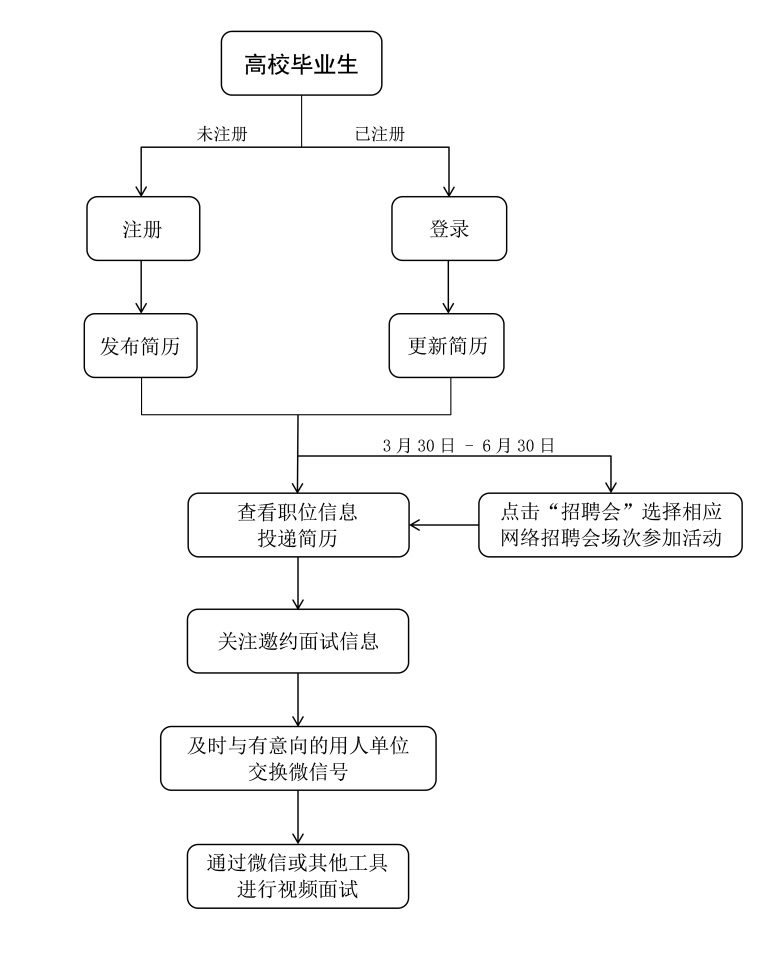 高校毕业生
未注册
已注册
注册
登录
发布简历
更新简历
3月30日 - 6月30日
查看职位信息
投递简历
点击“招聘会”选择相应
网络招聘会场次参加活动
关注邀约面试信息
及时与有意向的用人单位
交换微信号
通过微信或其他工具
进行视频面试